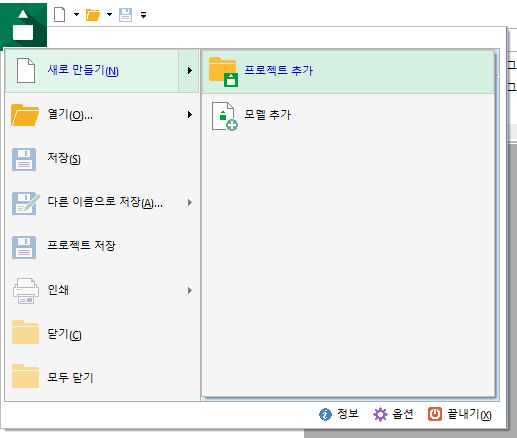 새로 만들기(N)
프로젝트 추가
열기(O)...
모델 추가
저장(S)
다른 이름으로 저장(A)...
프로젝트 저장
인쇄
닫기(C)
모두 닫기
정보 옵션 끝내기(X)